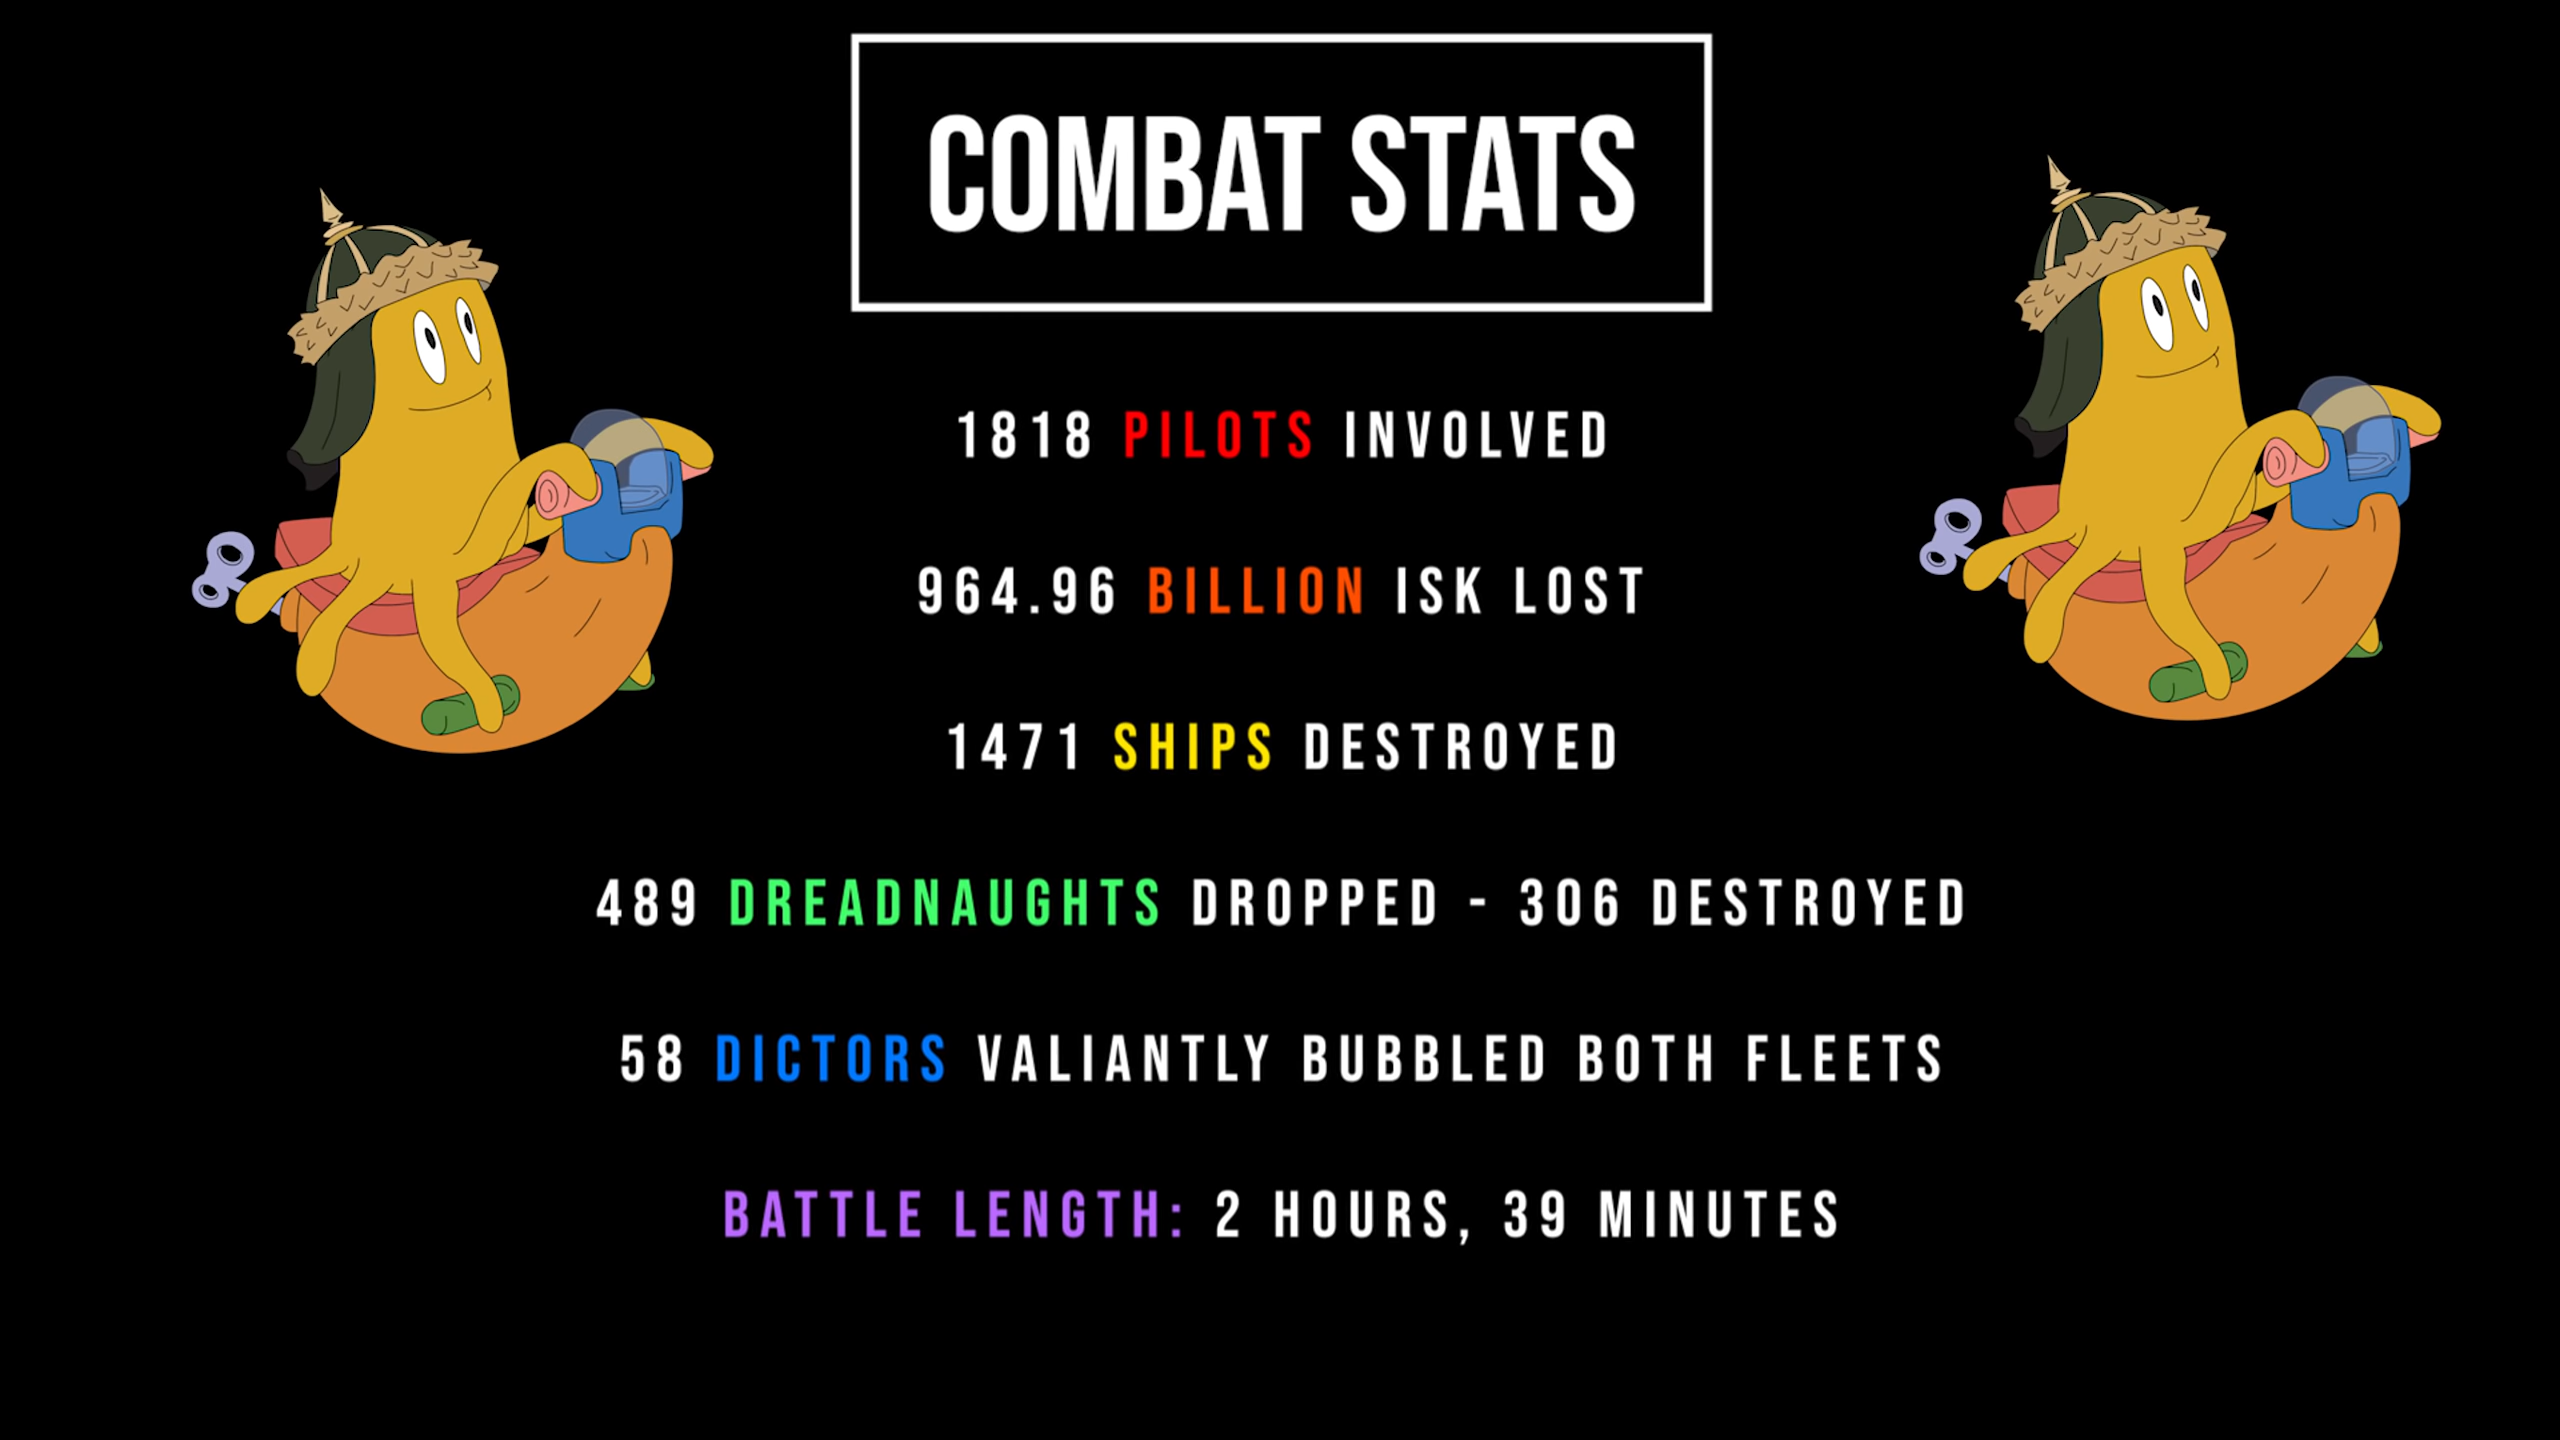 COMBAT STATS
1818 PILOTS INVOLVED
964.96 BILLION ISK LOST
1471 SHIPS DESTROYED
489 DREADNAUGHTS DROPPED - 306 DESTROYED
58 DICTORS VALIANTLY BUBBLED BOTH FLEETS
BATTLE LENGTH: 2 HOURS, 39 MINUTES